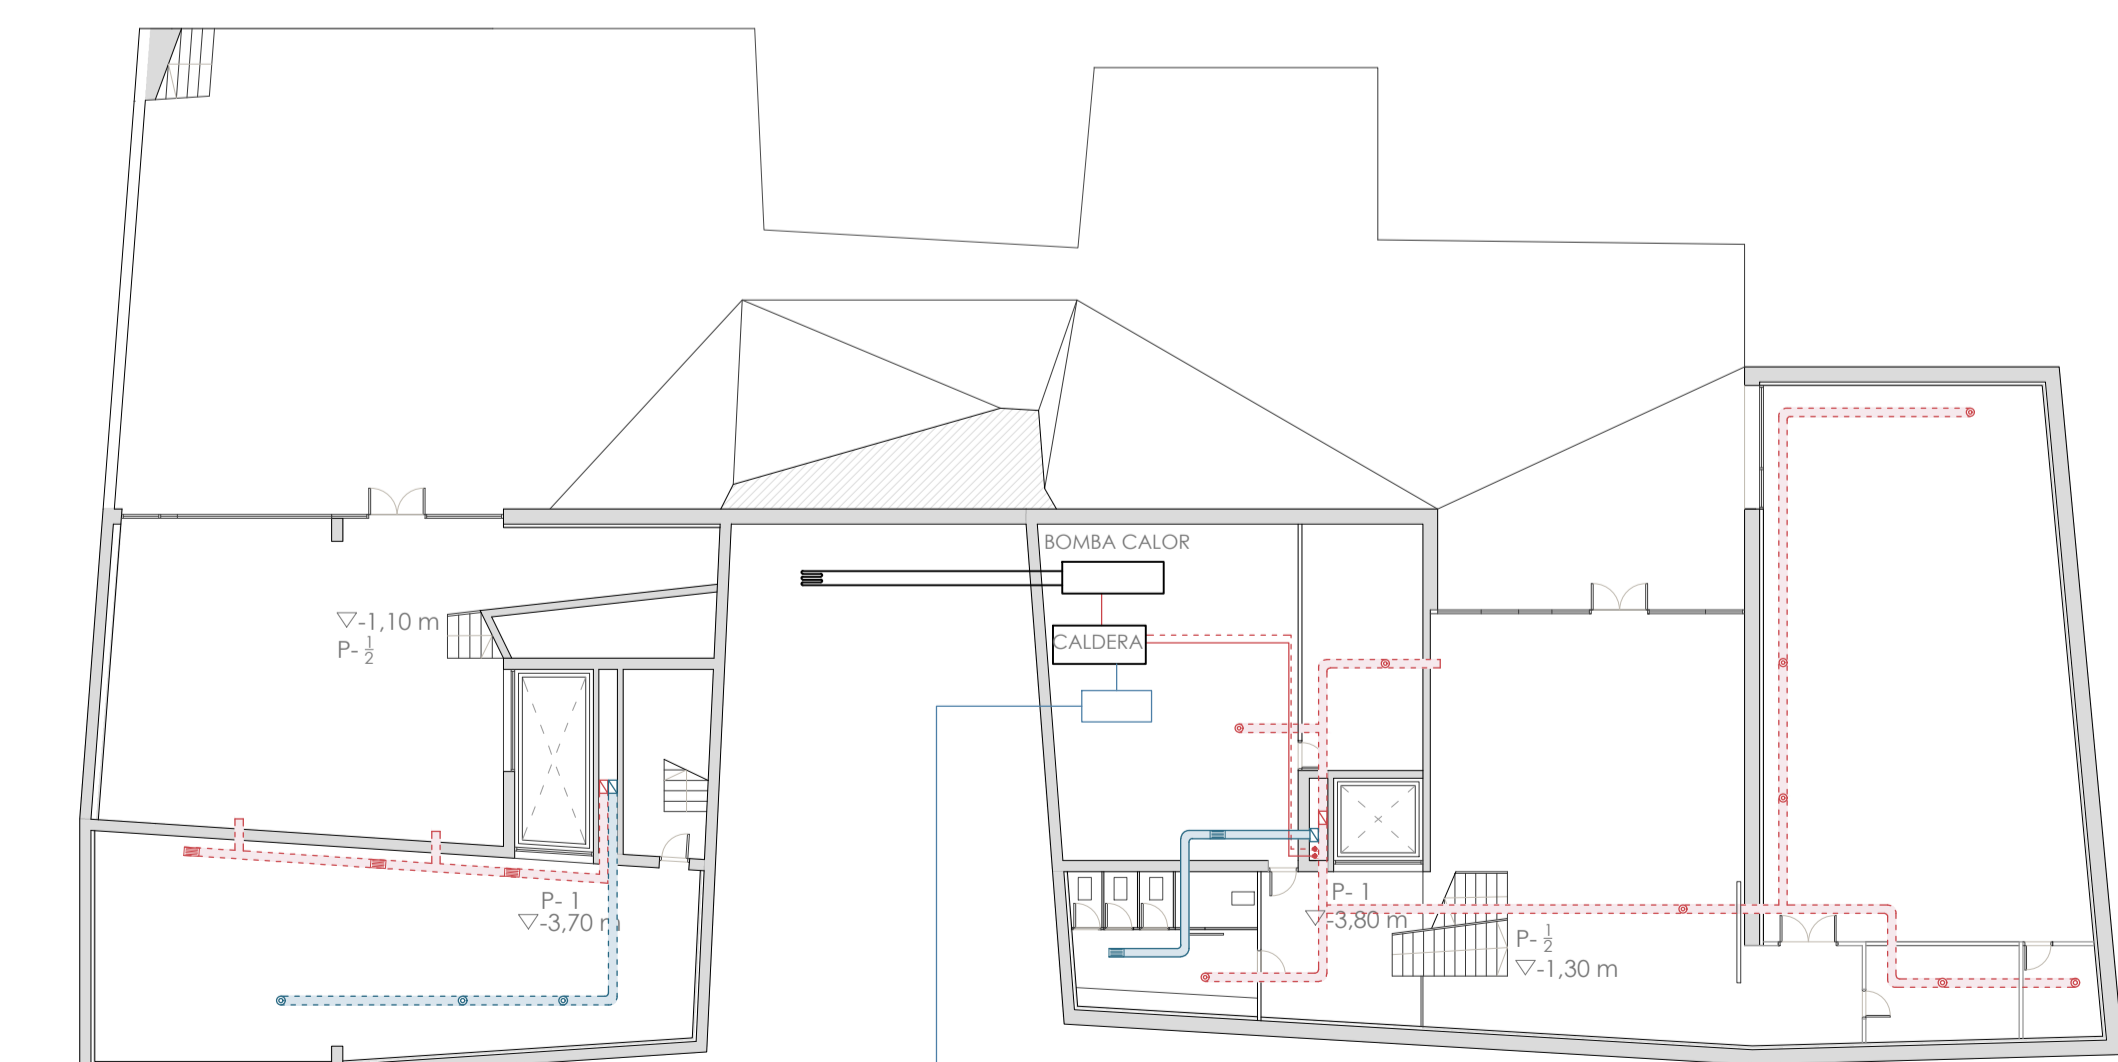 BOMBA CALOR
▽-1,10 m
P- 1/2
CALDERA
P- 1
▽-3,70 m
P- 1
▽-3,80 m
P- 1/2
▽-1,30 m